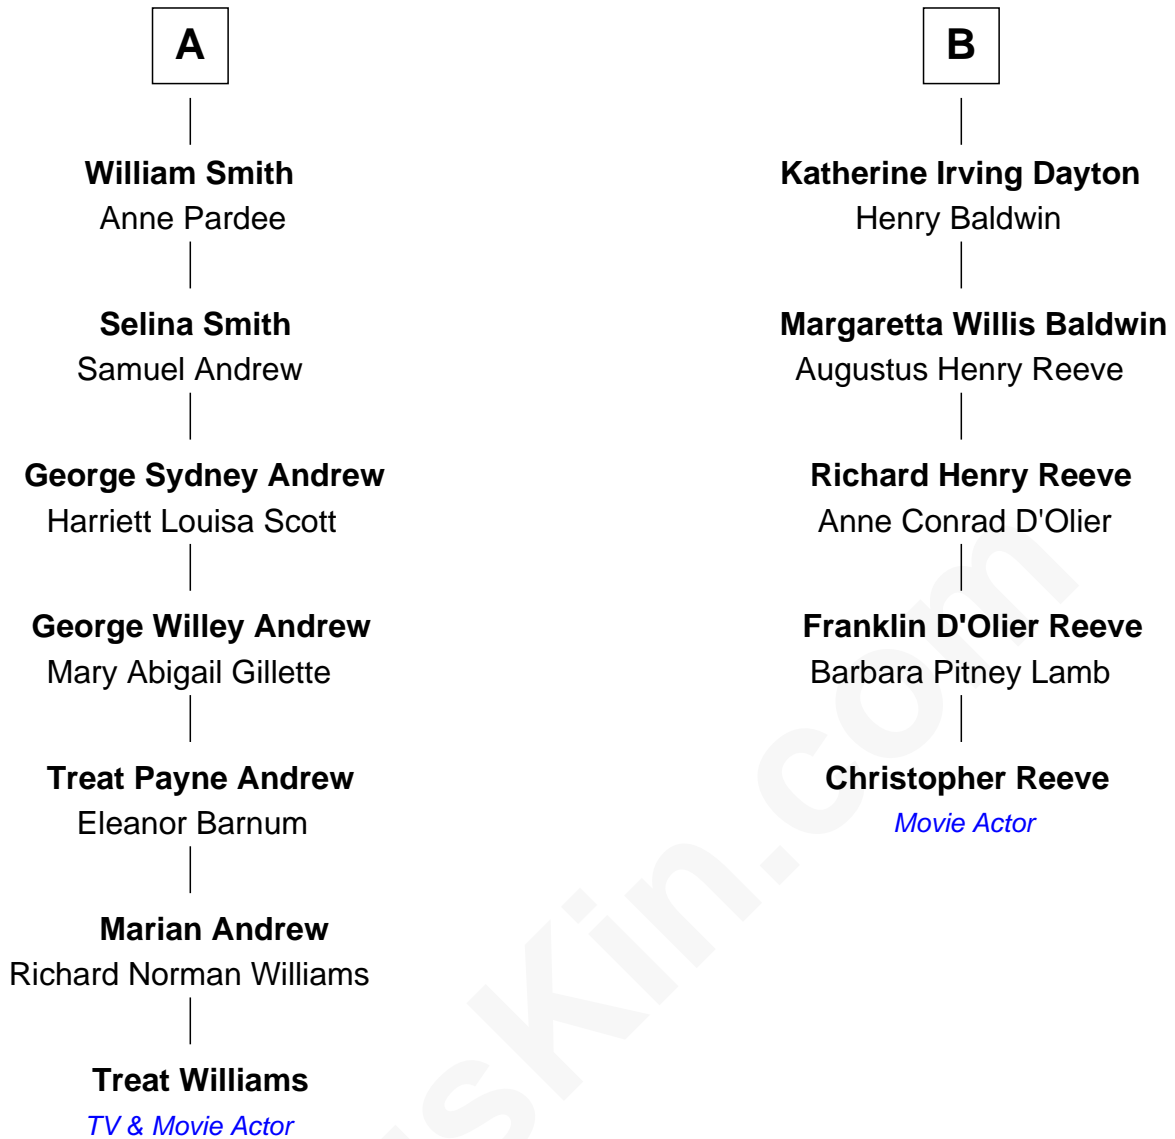 A
William Smith
Anne Pardee
Selina Smith
Samuel Andrew
George Sydney Andrew
Harriett Louisa Scott
George Willey Andrew
Mary Abigail Gillette
Treat Payne Andrew
Eleanor Barnum
Marian Andrew
Richard Norman Williams
Treat Williams
TV & Movie Actor
B
Katherine Irving Dayton
Henry Baldwin
Margaretta Willis Baldwin
Augustus Henry Reeve
Richard Henry Reeve
Anne Conrad D'Olier
Franklin D'Olier Reeve
Barbara Pitney Lamb
Christopher Reeve
Movie Actor